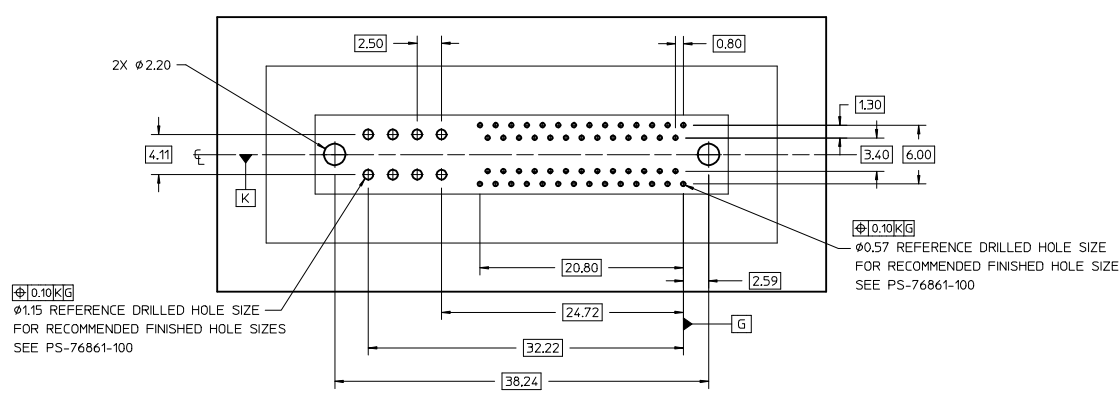 2.50
0.80
2X ⌀2.20
1.30
4.11
℄
3.40
6.00
K
⌖ 0.10 K G
⌀0.57 REFERENCE DRILLED HOLE SIZE
FOR RECOMMENDED FINISHED HOLE SIZE
SEE PS-76861-100
20.80
2.59
⌖ 0.10 K G
⌀1.15 REFERENCE DRILLED HOLE SIZE
FOR RECOMMENDED FINISHED HOLE SIZES
SEE PS-76861-100
24.72
G
32.22
38.24